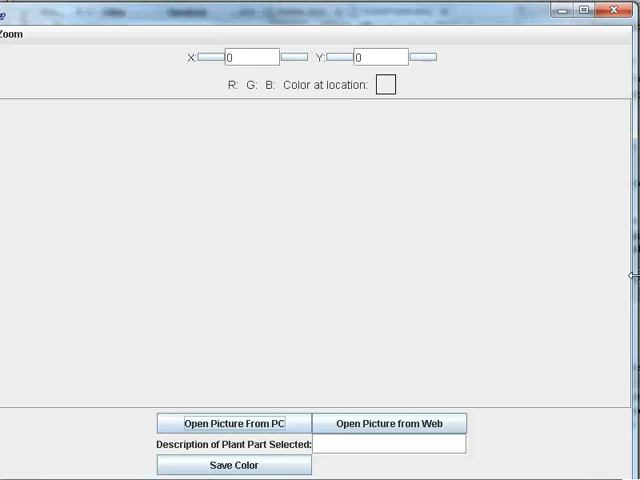 Zoom
X: 0 Y: 0
R: G: B: Color at location:
Open Picture From PC Open Picture from Web
Description of Plant Part Selected:
Save Color